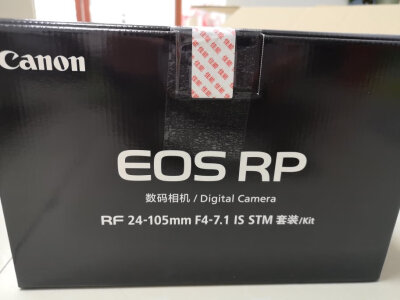 Canon
EOS RP
数码相机 / Digital Camera
RF 24-105mm F4-7.1 IS STM 套装/Kit